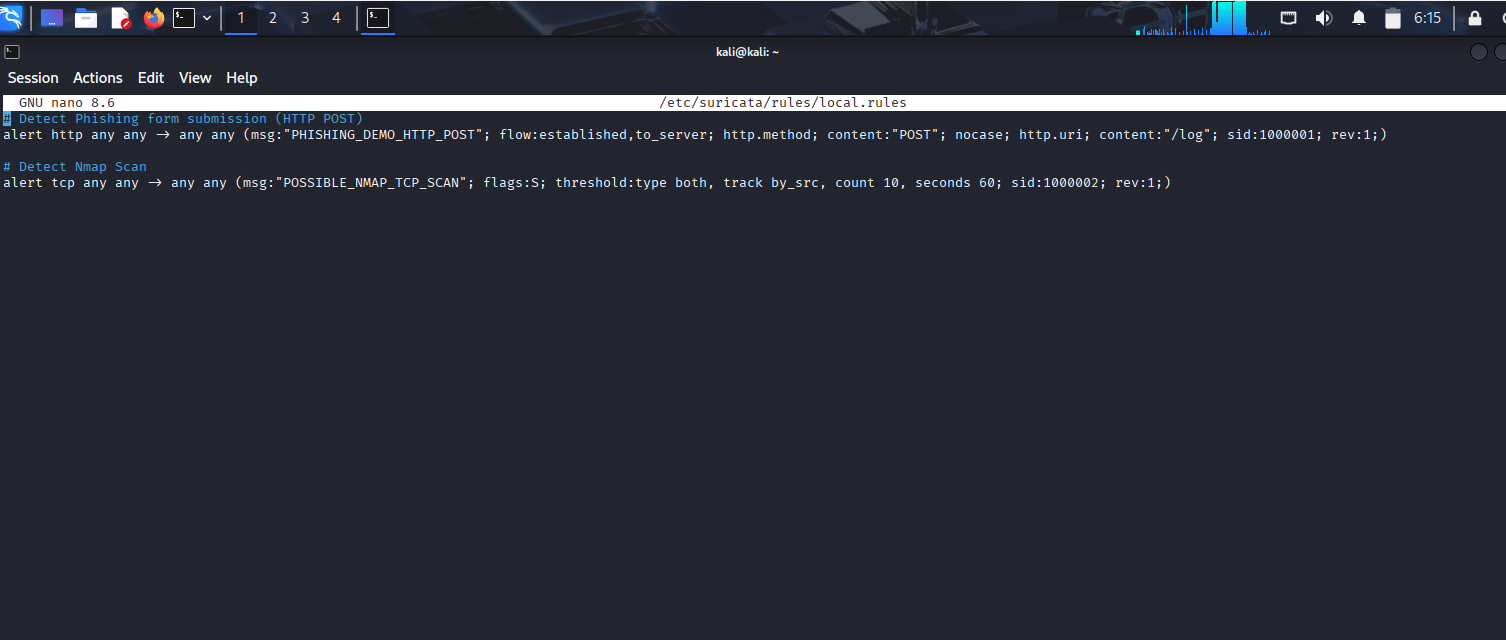 1 2 3 4 6:15
kali@kali: ~
Session Actions Edit View Help
GNU nano 8.6 /etc/suricata/rules/local.rules
# Detect Phishing form submission (HTTP POST)
alert http any any -> any any (msg:"PHISHING_DEMO_HTTP_POST"; flow:established,to_server; http.method; content:"POST"; nocase; http.uri; content:"/log"; sid:1000001; rev:1;)
# Detect Nmap Scan
alert tcp any any -> any any (msg:"POSSIBLE_NMAP_TCP_SCAN"; flags:S; threshold:type both, track by_src, count 10, seconds 60; sid:1000002; rev:1;)